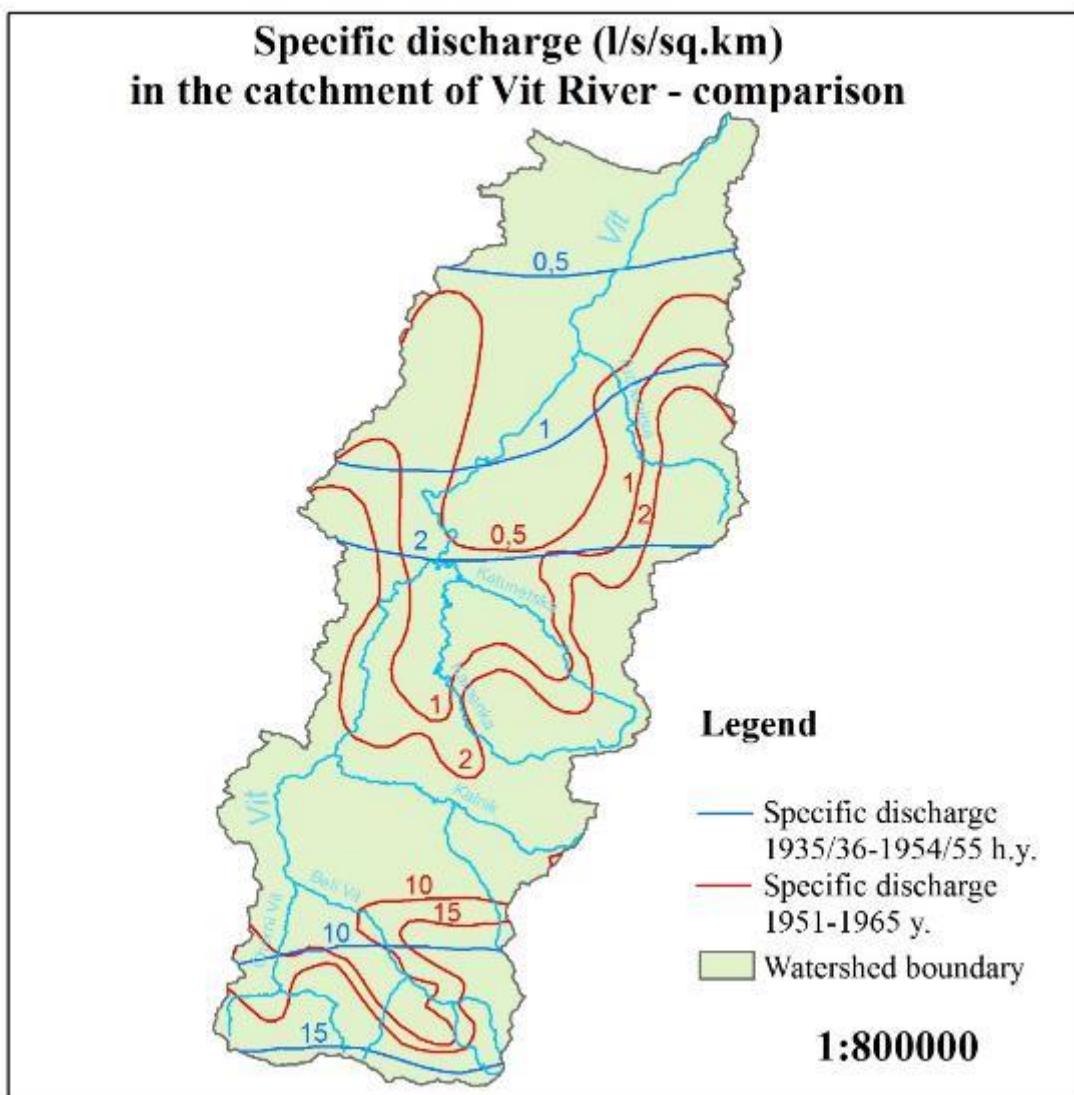 Specific discharge (l/s/sq.km)
in the catchment of Vit River - comparison
Vit
0,5
1
1
2
2
0,5
Katunetska
Kamenka
1
2
Kalnik
Vit
Beli Vit
10
15
10
15
Legend
Specific discharge
1935/36-1954/55 h.y.
Specific discharge
1951-1965 y.
Watershed boundary
1:800000